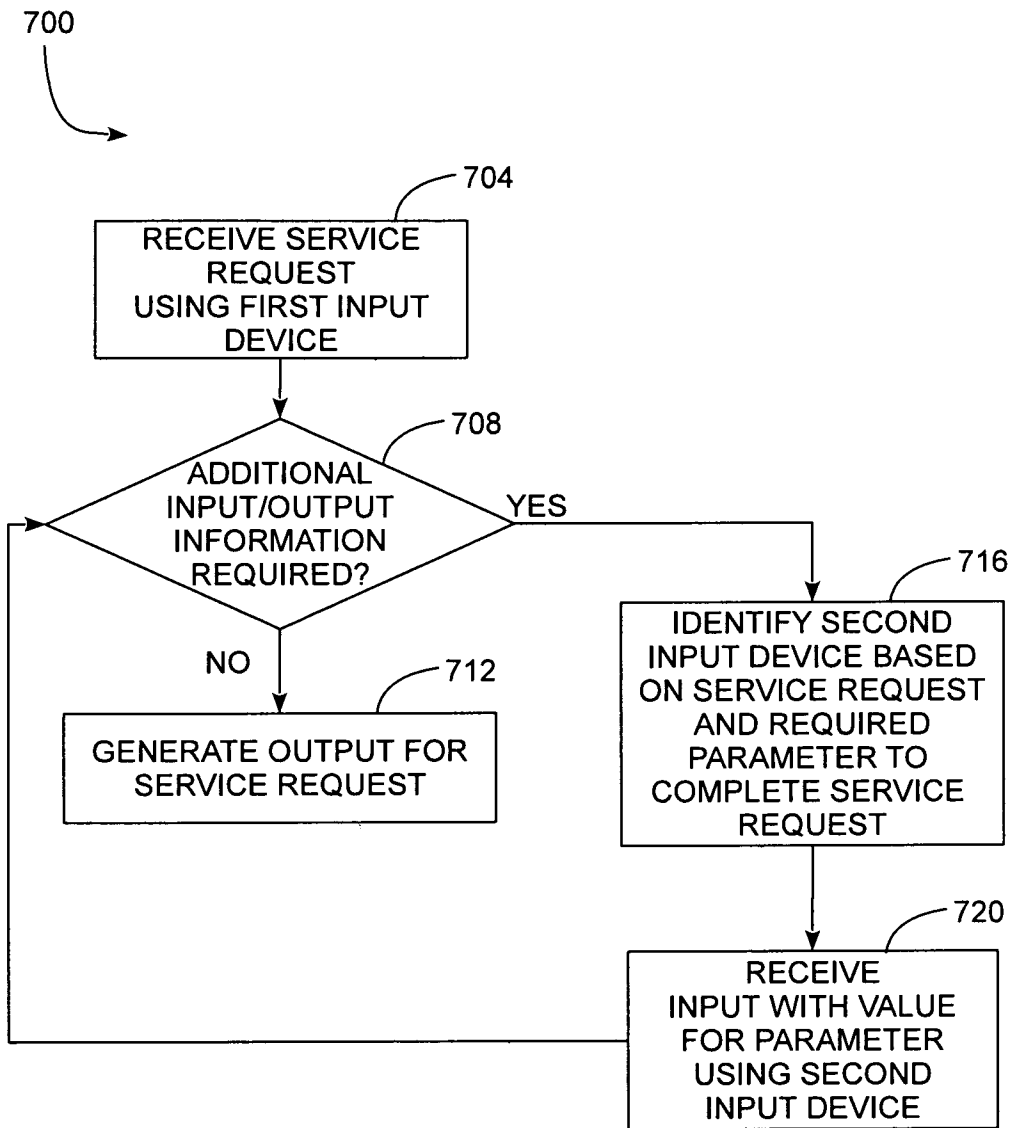 700
704
RECEIVE SERVICE
REQUEST
USING FIRST INPUT
DEVICE
708
ADDITIONAL
INPUT/OUTPUT
INFORMATION
REQUIRED?
YES
NO
712
GENERATE OUTPUT FOR
SERVICE REQUEST
716
IDENTIFY SECOND
INPUT DEVICE BASED
ON SERVICE REQUEST
AND REQUIRED
PARAMETER TO
COMPLETE SERVICE
REQUEST
720
RECEIVE
INPUT WITH VALUE
FOR PARAMETER
USING SECOND
INPUT DEVICE